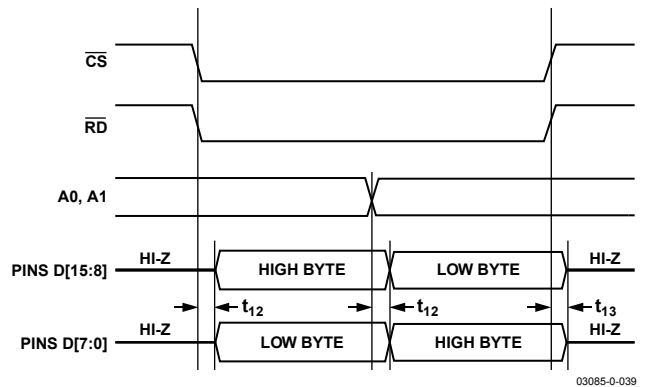 CS
RD
A0, A1
HI-Z HI-Z
PINS D[15:8] HIGH BYTE LOW BYTE
t12 t12 t13
HI-Z HI-Z
PINS D[7:0] LOW BYTE HIGH BYTE
03085-0-039